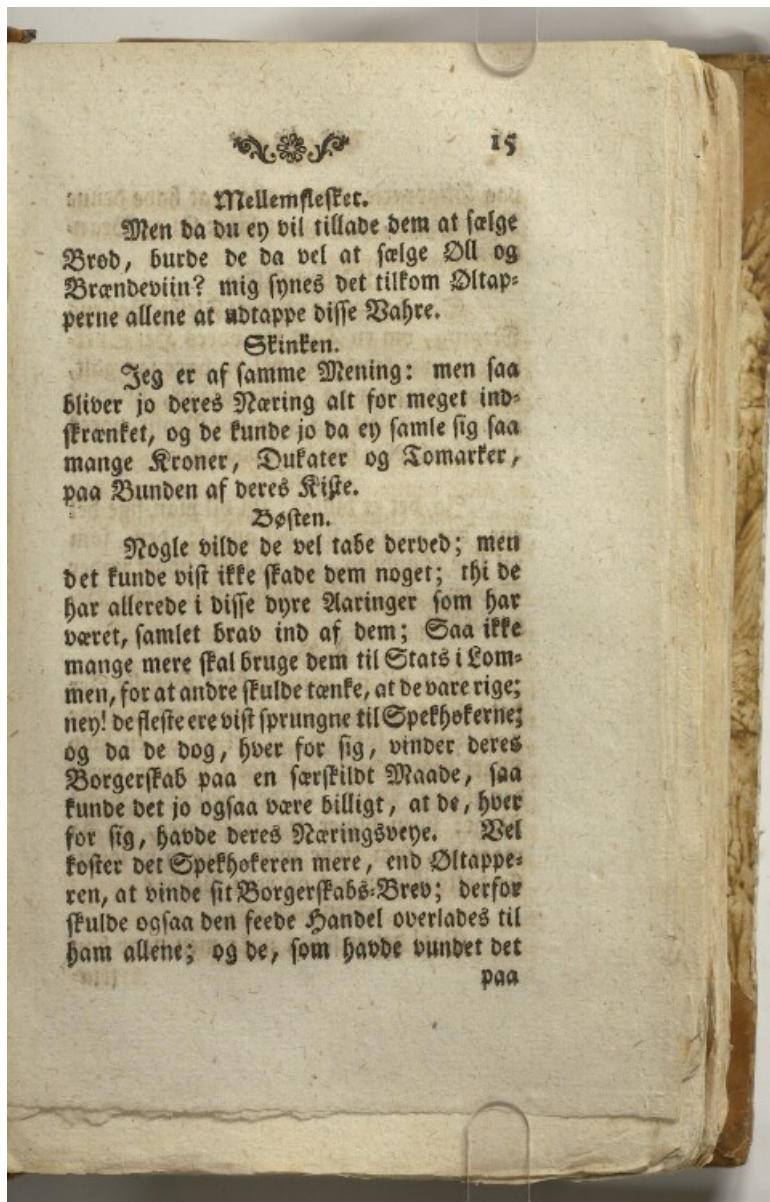 15
Mellemflesket.
Men da du ey vil tillade dem at sælge
Brød, burde de da vel at sælge Øll og
Brændeviin? mig synes det tilkom Øltap-
perne allene at udtappe disse Vahre.
Skinken.
Jeg er af samme Mening: men saa
bliver jo deres Næring alt for meget ind-
skrænket, og de kunde jo da ey samle sig saa
mange Kroner, Dukater og Tomarker,
paa Bunden af deres Kiste.
Bøsten.
Nogle vilde de vel tabe derved; men
det kunde vist ikke skade dem noget; thi de
har allerede i disse dyre Aaringer som har
været, samlet brav ind af dem; Saa ikke
mange mere skal bruge dem til Stats i Lom-
men, for at andre skulde tænke, at de vare rige;
ney! de fleste ere vist sprungne til Spekhøkerne;
og da de dog, hver for sig, vinder deres
Borgerskab paa en særskildt Maade, saa
kunde det jo ogsaa være billigt, at de, hver
for sig, havde deres Næringsveye. Vel
koster det Spekhøkeren mere, end Øltappe-
ren, at vinde sit Borgerskabs-Brev; derfor
skulde ogsaa den feede Handel overlades til
ham allene; og de, som havde vundet det
paa